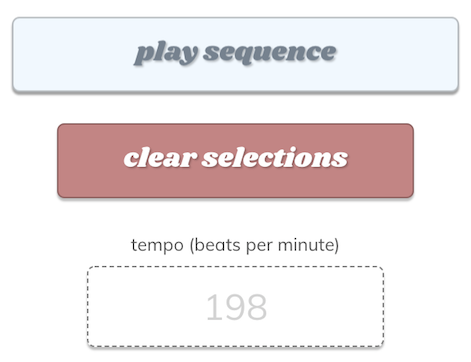 play sequence
clear selections
tempo (beats per minute)
198